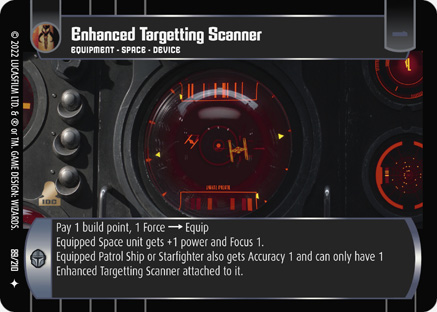 Enhanced Targetting Scanner
EQUIPMENT • SPACE • DEVICE
Pay 1 build point, 1 Force → Equip
Equipped Space unit gets +1 power and Focus 1.
Equipped Patrol Ship or Starfighter also gets Accuracy 1 and can only have 1
Enhanced Targetting Scanner attached to it.
© 2022 LUCASFILM LTD. & ® or TM. GAME DESIGN: WIZARDS.
89/210